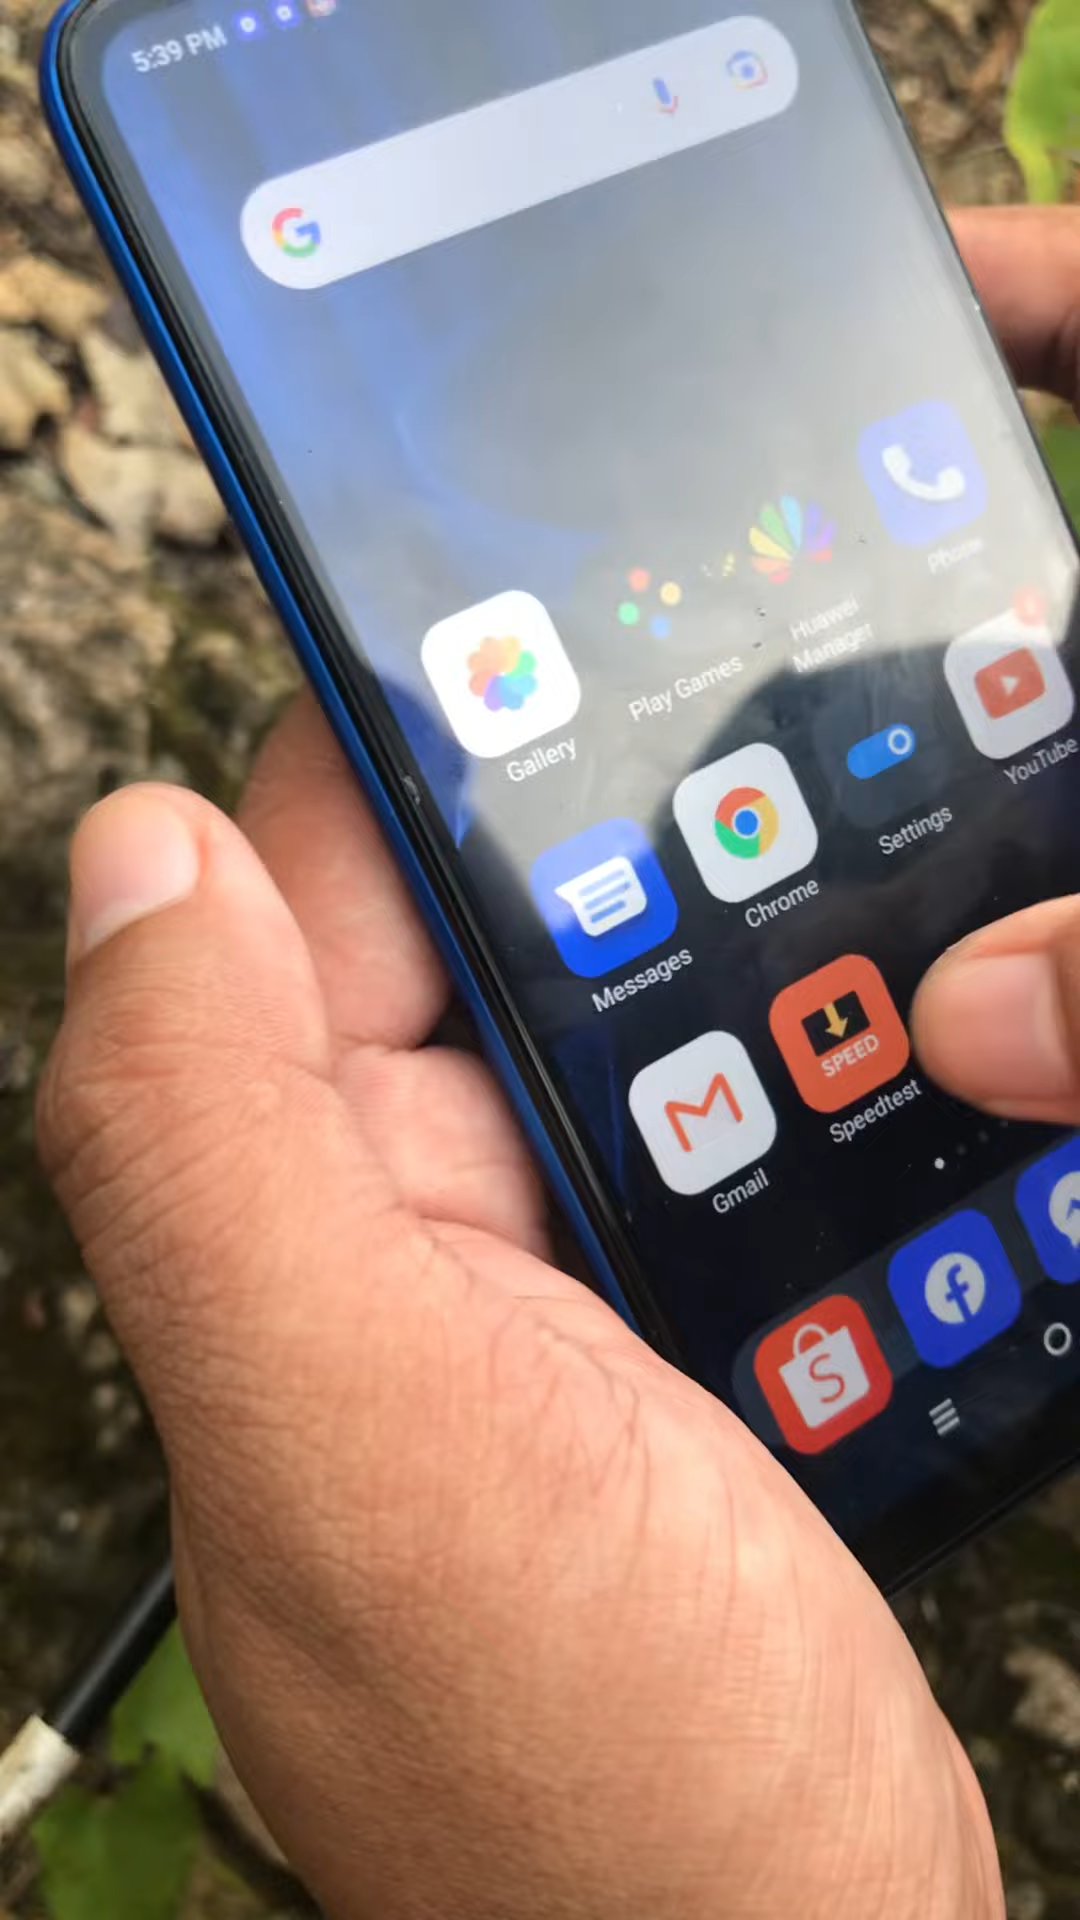 5:39 PM
G
Phone
Huawei
Manager
Play Games
Gallery
YouTube
Settings
Chrome
Messages
SPEED
Speedtest
Gmail
f
S